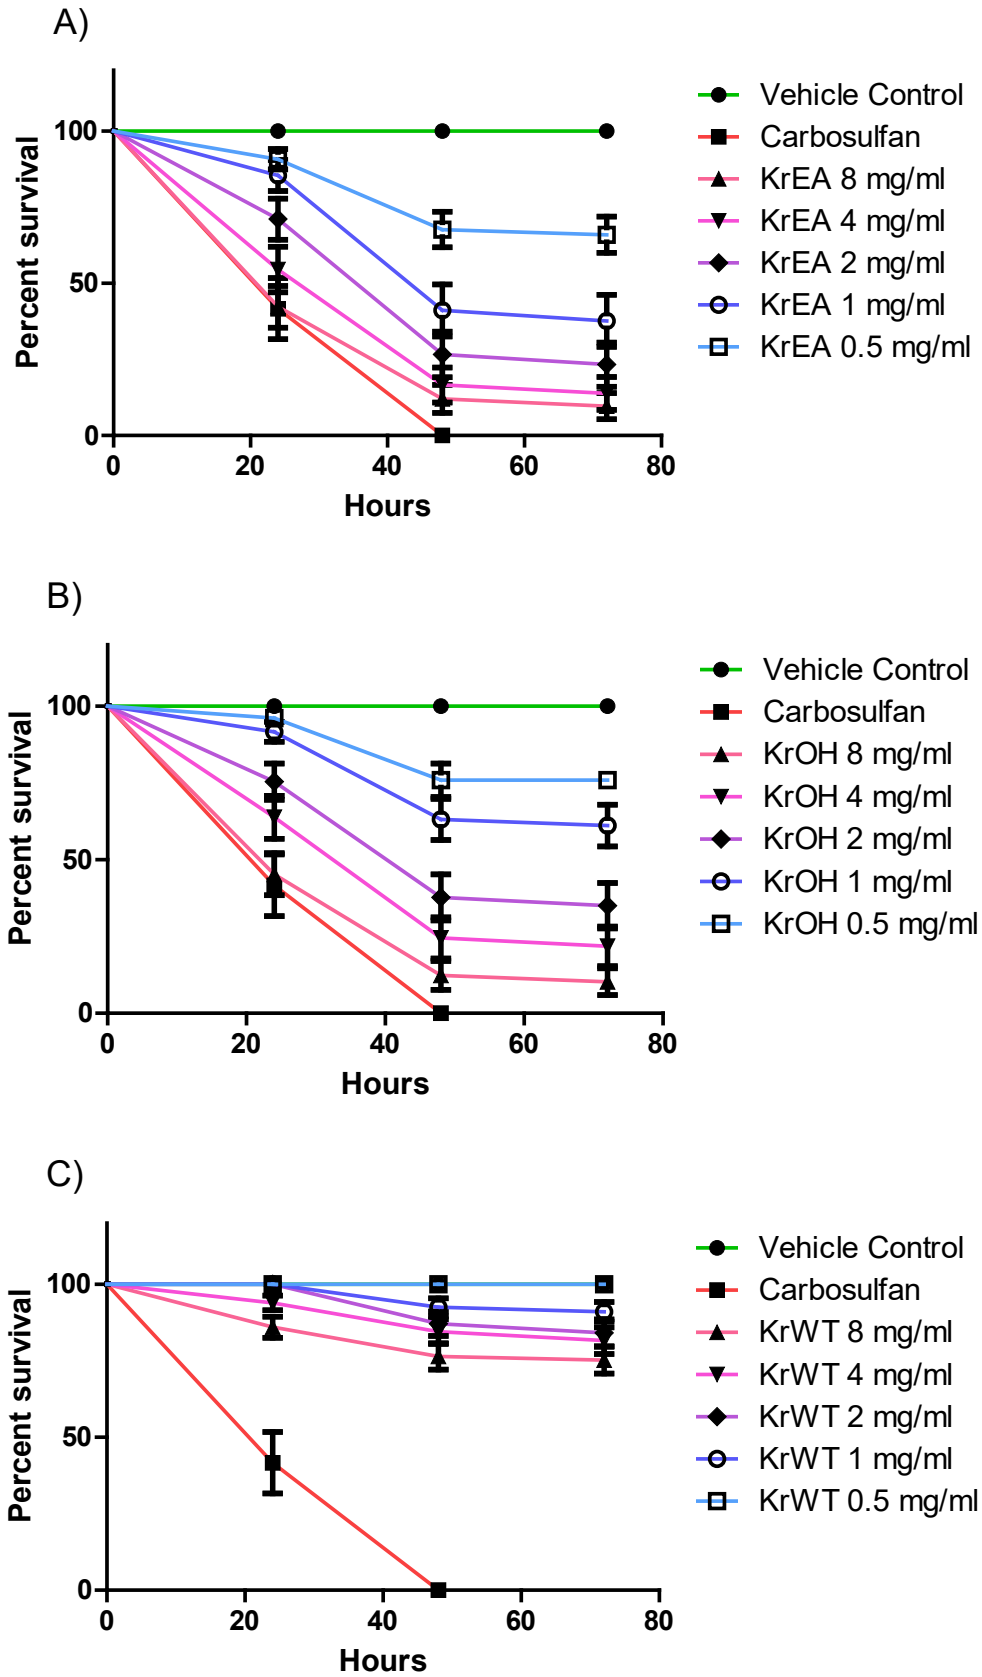 A)
Percent survival
100
50
0
0 20 40 60 80
Hours
Vehicle Control
Carbosulfan
KrEA 8 mg/ml
KrEA 4 mg/ml
KrEA 2 mg/ml
KrEA 1 mg/ml
KrEA 0.5 mg/ml
B)
Percent survival
100
50
0
0 20 40 60 80
Hours
Vehicle Control
Carbosulfan
KrOH 8 mg/ml
KrOH 4 mg/ml
KrOH 2 mg/ml
KrOH 1 mg/ml
KrOH 0.5 mg/ml
C)
Percent survival
100
50
0
0 20 40 60 80
Hours
Vehicle Control
Carbosulfan
KrWT 8 mg/ml
KrWT 4 mg/ml
KrWT 2 mg/ml
KrWT 1 mg/ml
KrWT 0.5 mg/ml